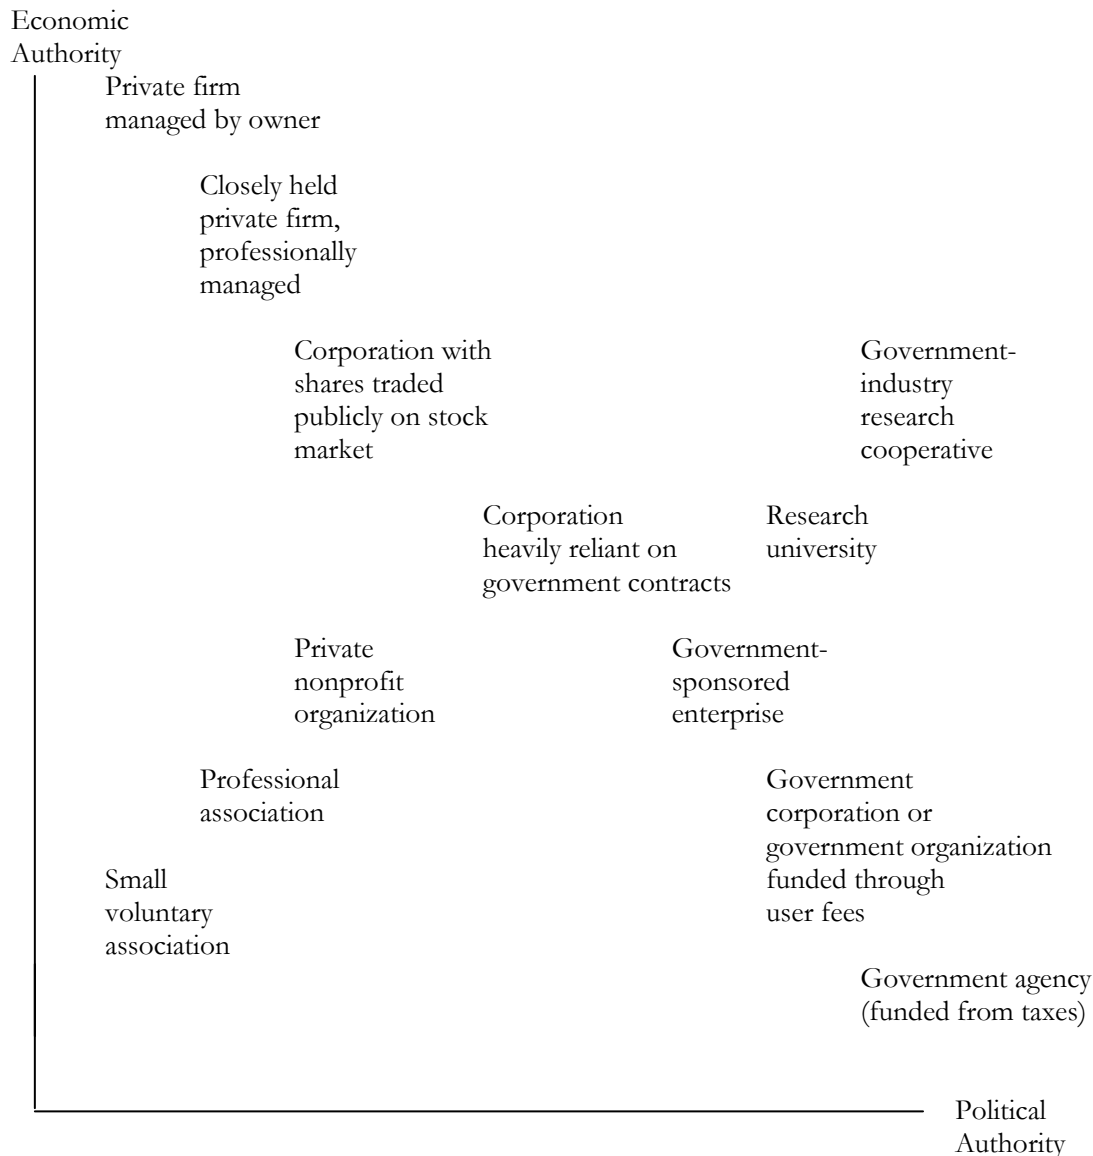 Economic
Authority
Private firm
managed by owner
Closely held
private firm,
professionally
managed
Corporation with
shares traded
publicly on stock
market
Government-
industry
research
cooperative
Corporation
heavily reliant on
government contracts
Research
university
Private
nonprofit
organization
Government-
sponsored
enterprise
Professional
association
Government
corporation or
government organization
funded through
user fees
Small
voluntary
association
Government agency
(funded from taxes)
Political
Authority